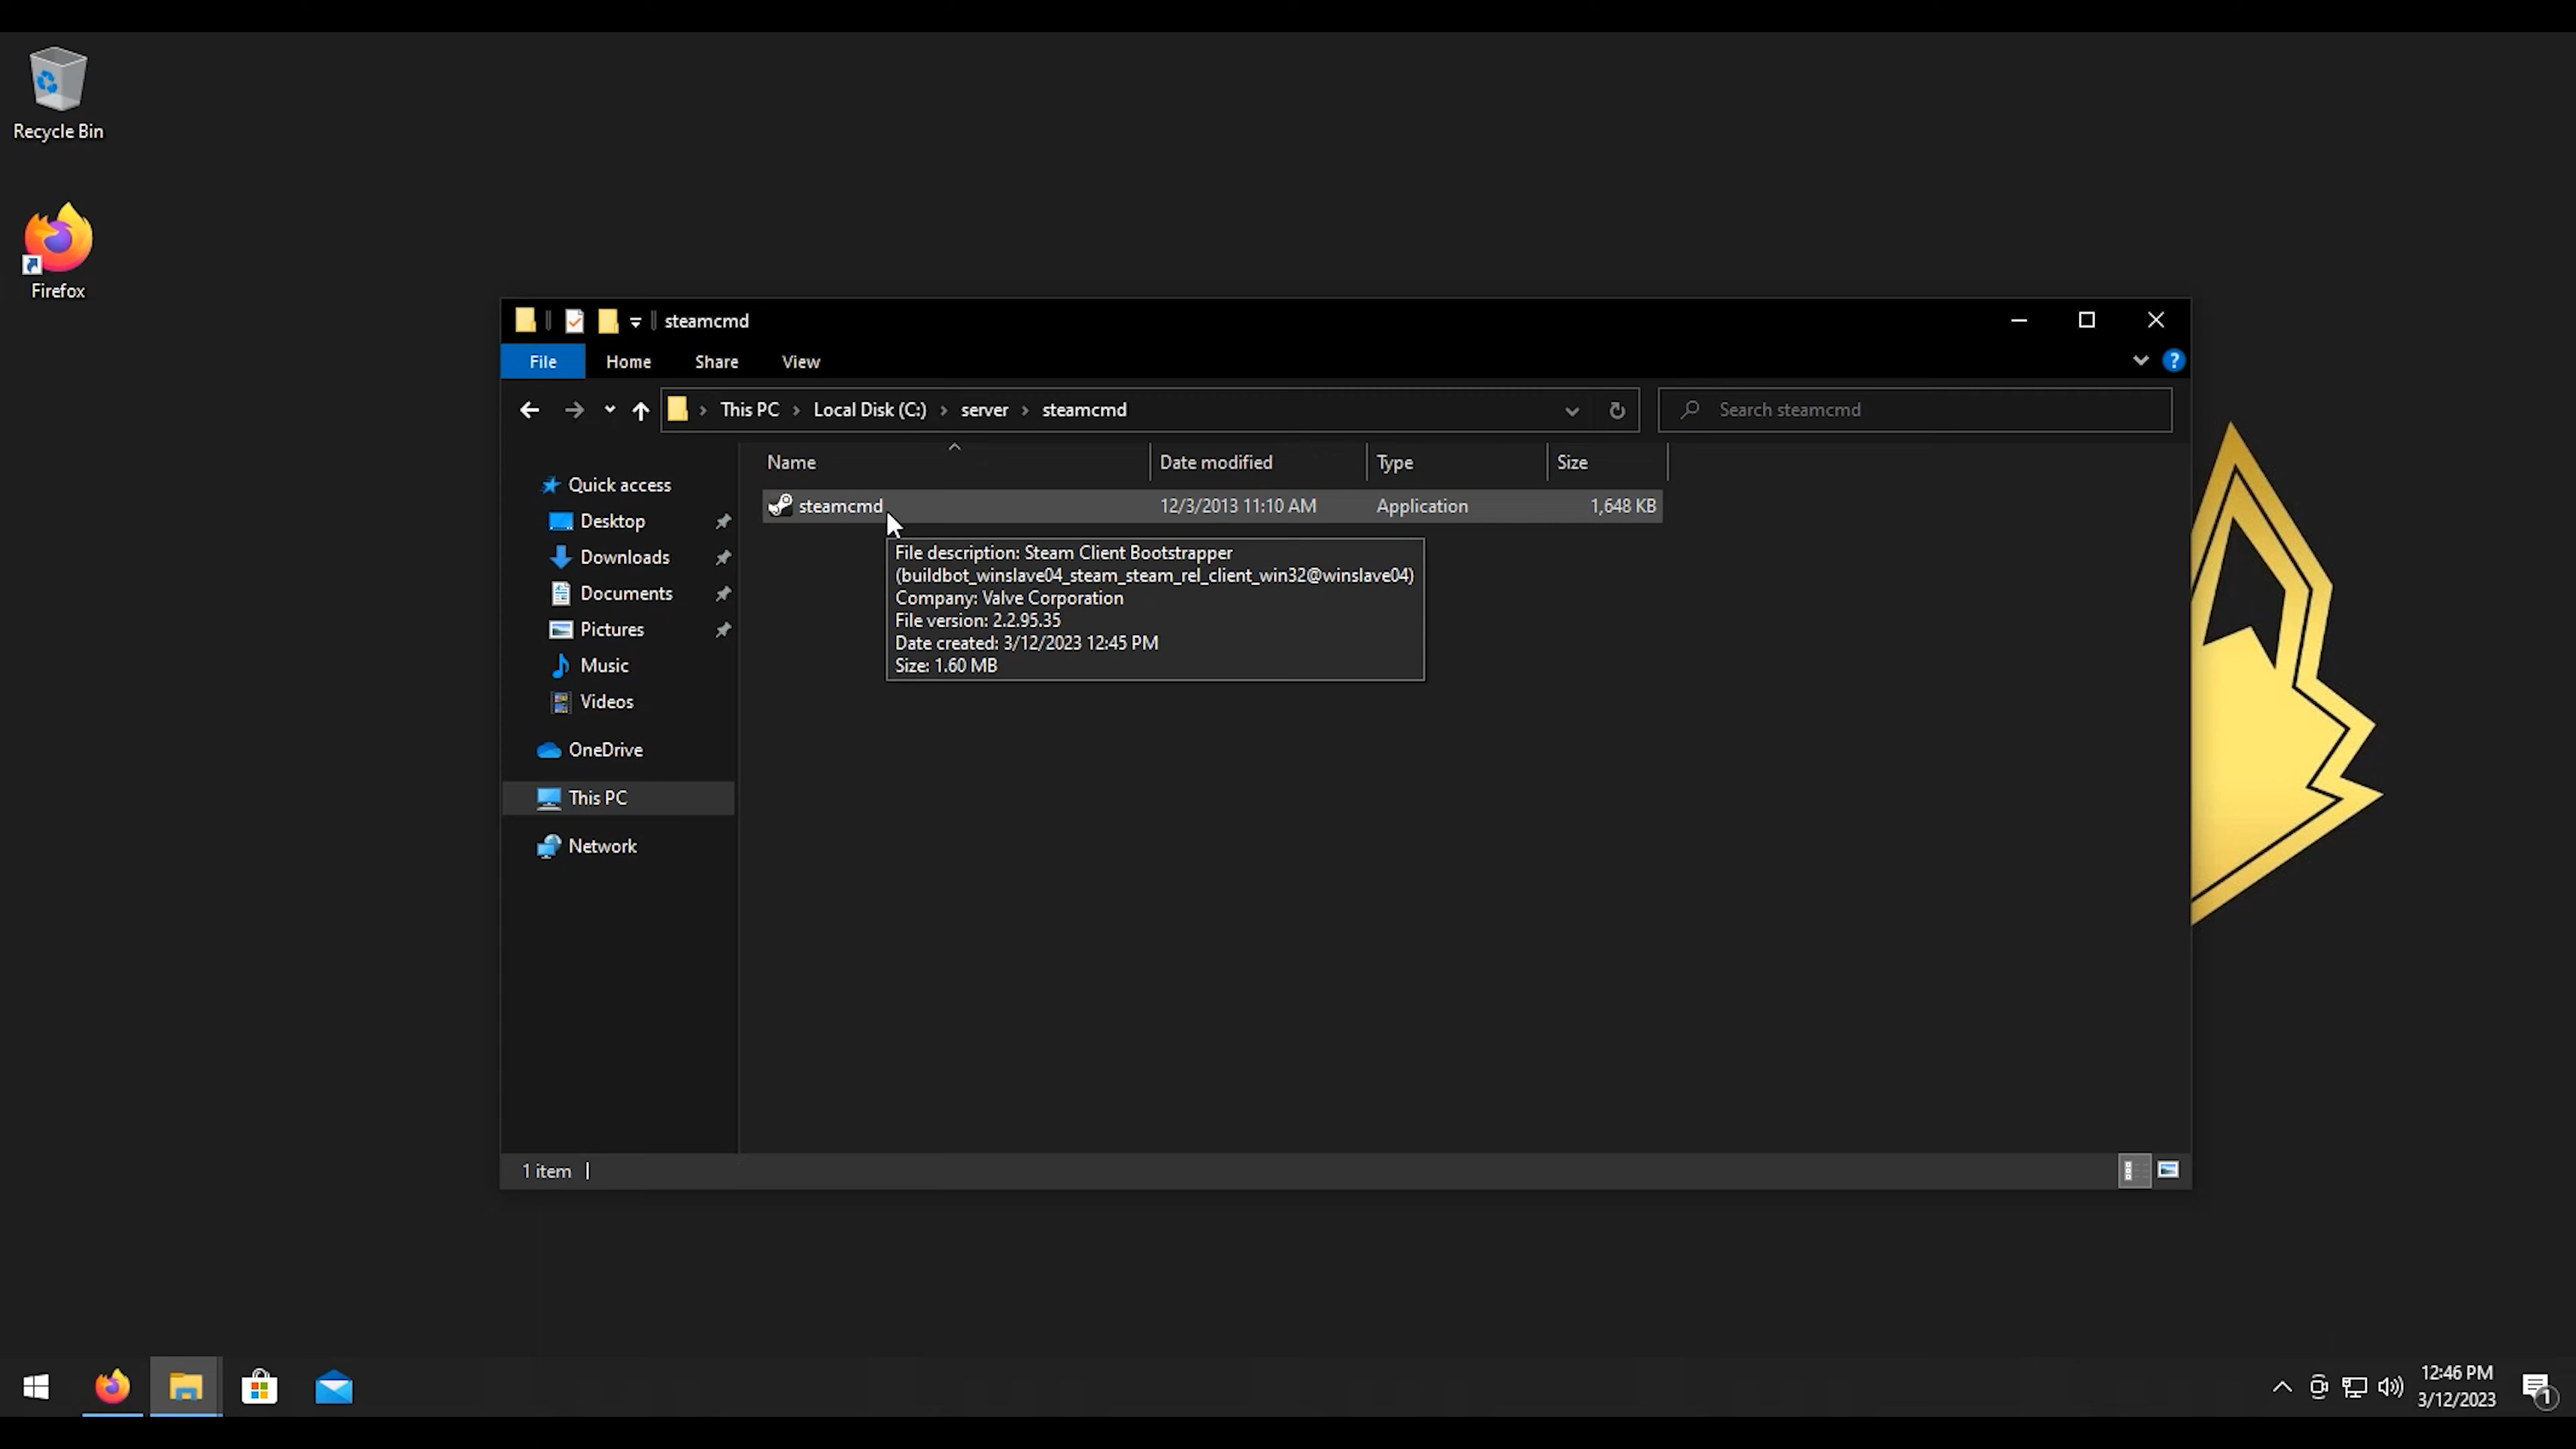 Recycle Bin
Firefox
steamcmd
File Home Share View
This PC Local Disk (C:) server steamcmd
Search steamcmd
Name Date modified Type Size
steamcmd 12/3/2013 11:10 AM Application 1,648 KB
File description: Steam Client Bootstrapper
(buildbot_winslave04_steam_steam_rel_client_win32@winslave04)
Company: Valve Corporation
File version: 2.2.95.35
Date created: 3/12/2023 12:45 PM
Size: 1.60 MB
Quick access
Desktop
Downloads
Documents
Pictures
Music
Videos
OneDrive
This PC
Network
1 item
12:46 PM
3/12/2023
1